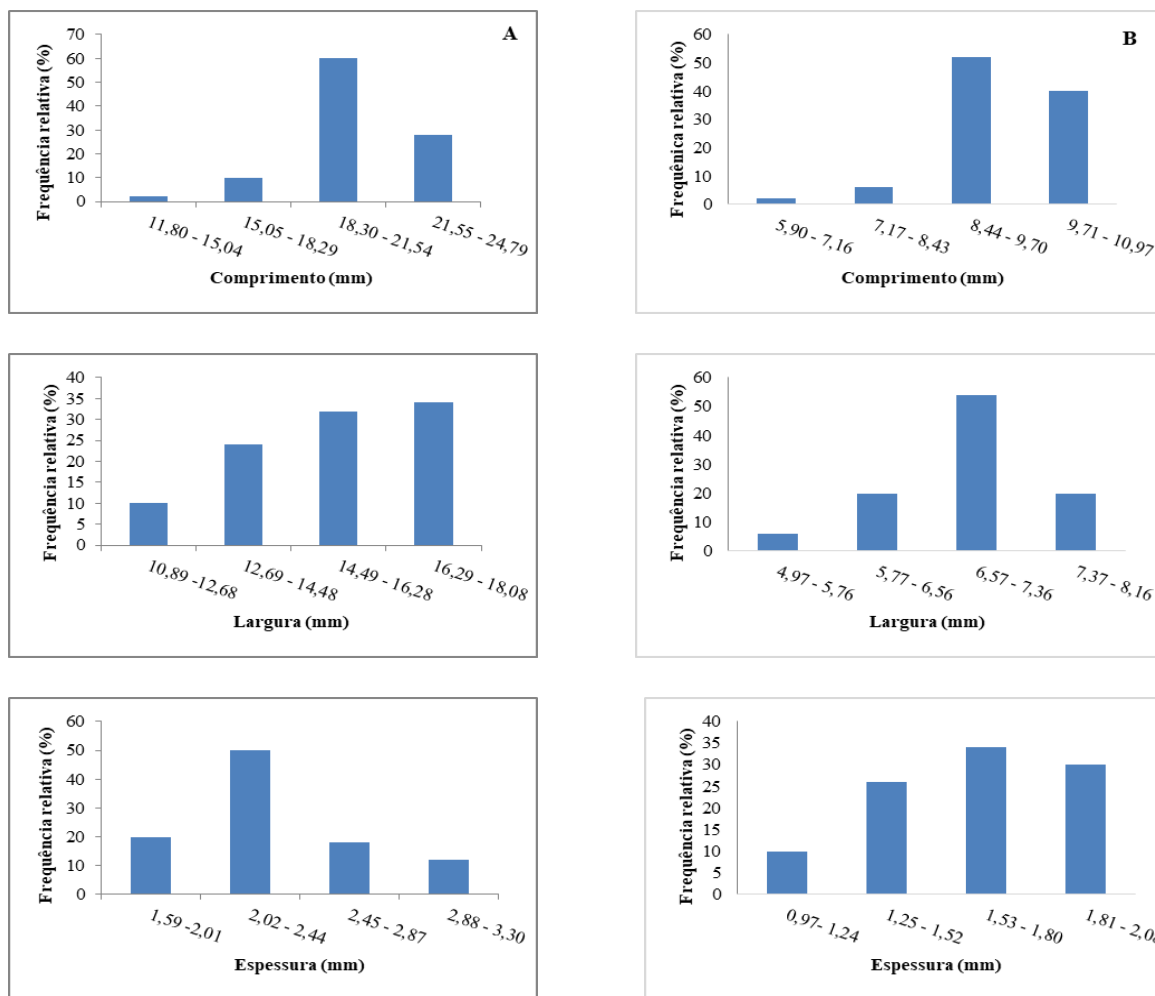 A
Frequência relativa (%)
70
60
50
40
30
20
10
0
11,80 - 15,04
15,05 - 18,29
18,30 - 21,54
21,55 - 24,79
Comprimento (mm)
B
Frequênica relativa (%)
60
50
40
30
20
10
0
5,90 - 7,16
7,17 - 8,43
8,44 - 9,70
9,71 - 10,97
Comprimento (mm)
Frequência relativa (%)
40
35
30
25
20
15
10
5
0
10,89 -12,68
12,69 - 14,48
14,49 - 16,28
16,29 - 18,08
Largura (mm)
Frequência relativa (%)
60
50
40
30
20
10
0
4,97 - 5,76
5,77 - 6,56
6,57 - 7,36
7,37 - 8,16
Largura (mm)
Frequência relativa (%)
60
50
40
30
20
10
0
1,59 -2,01
2,02 - 2,44
2,45 - 2,87
2,88 - 3,30
Espessura (mm)
Frequência relativa (%)
40
35
30
25
20
15
10
5
0
0,97- 1,24
1,25 - 1,52
1,53 - 1,80
1,81 -
Espessura (mm)